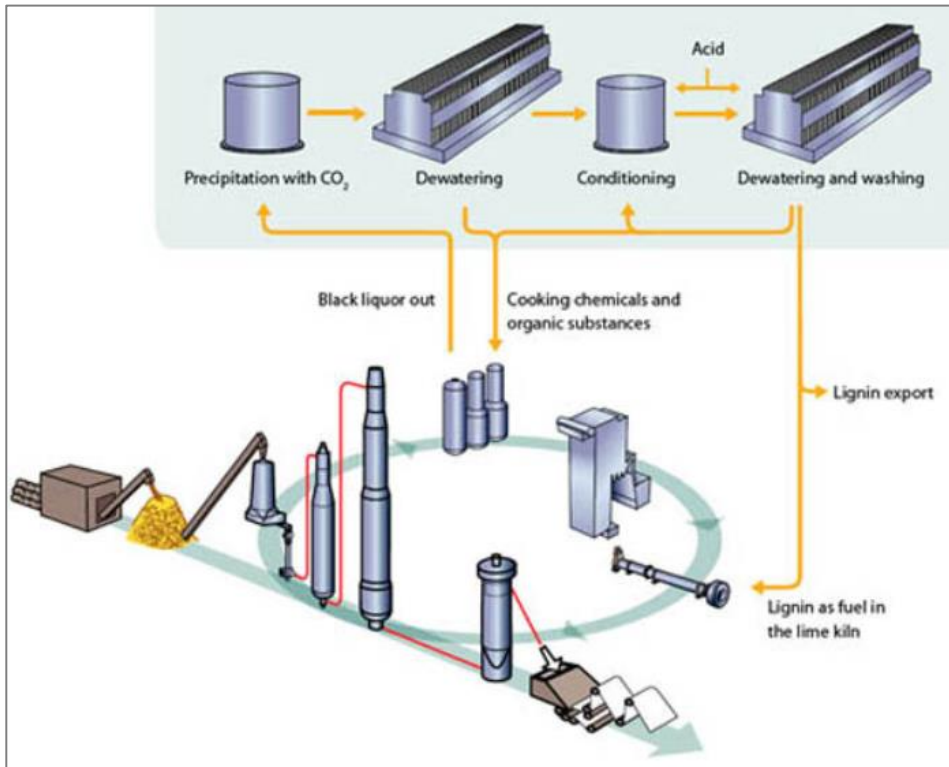 Acid
Precipitation with CO₂
Dewatering
Conditioning
Dewatering and washing
Black liquor out
Cooking chemicals and
organic substances
Lignin export
Lignin as fuel in
the lime kiln